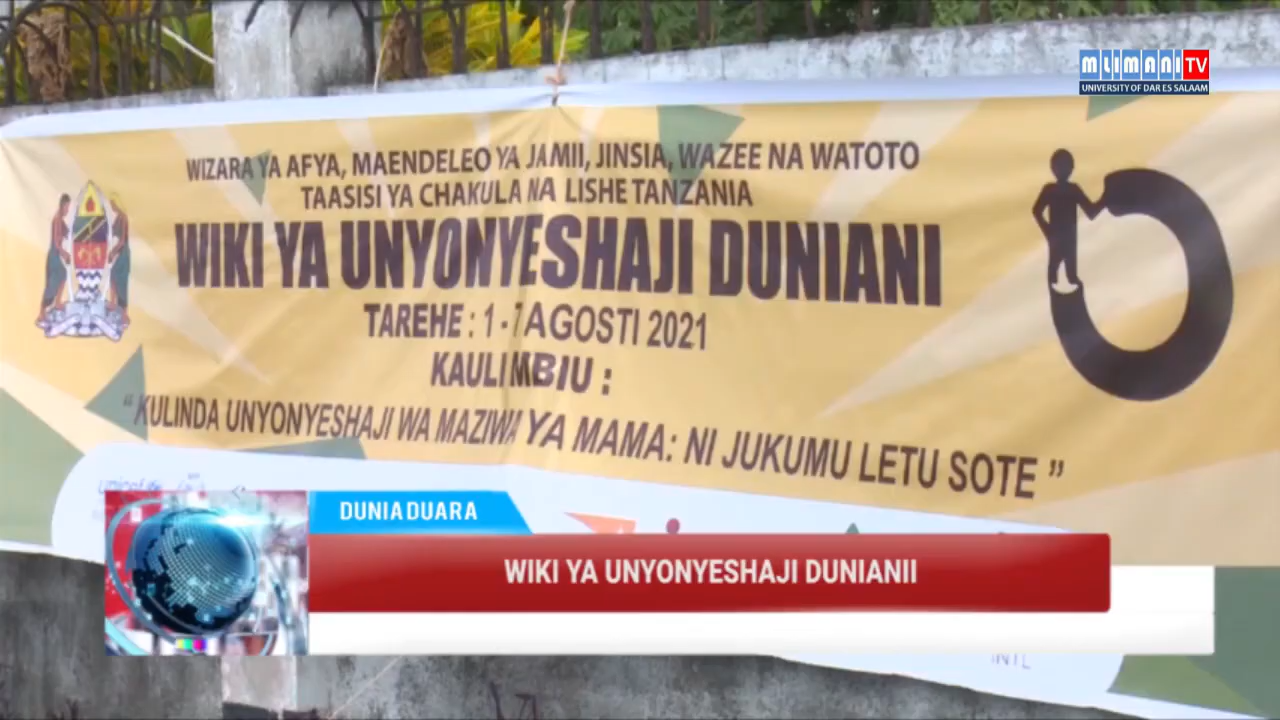 MLIMANI TV
UNIVERSITY OF DAR ES SALAAM
WIZARA YA AFYA, MAENDELEO YA JAMII, JINSIA, WAZEE NA WATOTO
TAASISI YA CHAKULA NA LISHE TANZANIA
WIKI YA UNYONYESHAJI DUNIANI
TAREHE : 1 - 7 AGOSTI 2021
KAULIMBIU :
“ KULINDA UNYONYESHAJI WA MAZIWA YA MAMA: NI JUKUMU LETU SOTE ”
unicef
DUNIA DUARA
WIKI YA UNYONYESHAJI DUNIANII
INTL